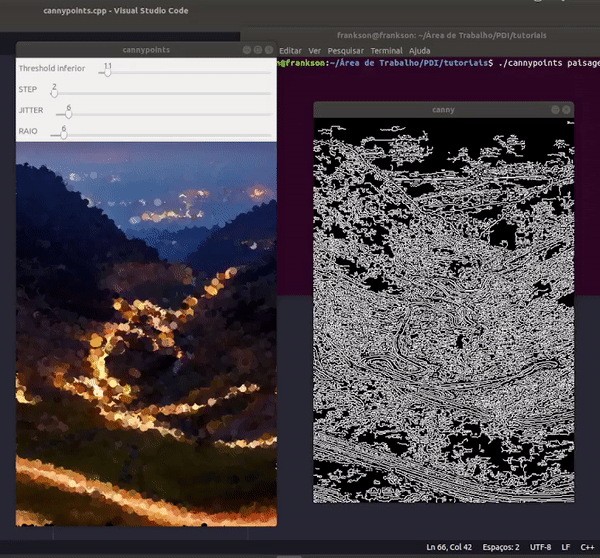 cannypoints.cpp - Visual Studio Code
frankson@frankson: ~/Área de Trabalho/PDI/tutoriais
cannypoints
Editar Ver Pesquisar Terminal Ajuda
n@frankson:~/Área de Trabalho/PDI/tutoriais$ ./cannypoints paisage
Threshold inferior 11
STEP 2
JITTER 6
RAIO 6
canny
Ln 66, Col 42 Espaços: 2 UTF-8 LF C++